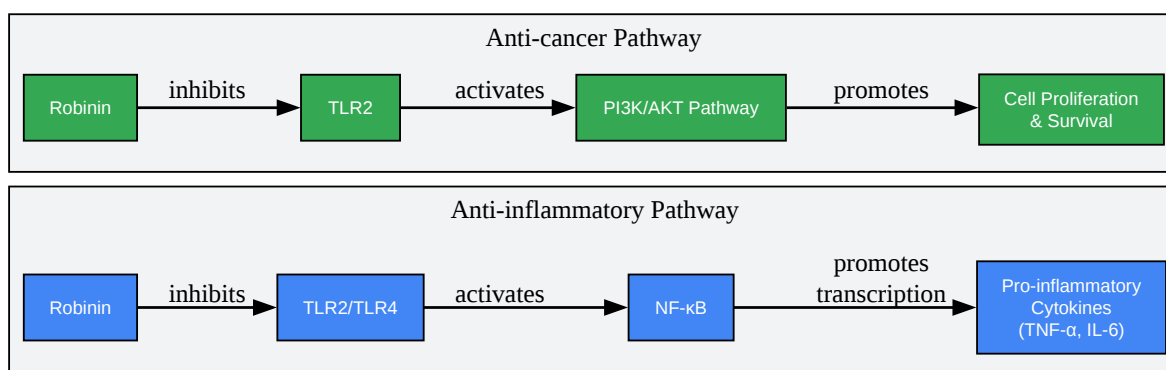 Anti-cancer Pathway
inhibits
activates
promotes
Robinin
TLR2
PI3K/AKT Pathway
Cell Proliferation
& Survival
Anti-inflammatory Pathway
inhibits
activates
promotes
transcription
Robinin
TLR2/TLR4
NF-κB
Pro-inflammatory
Cytokines
(TNF-α, IL-6)